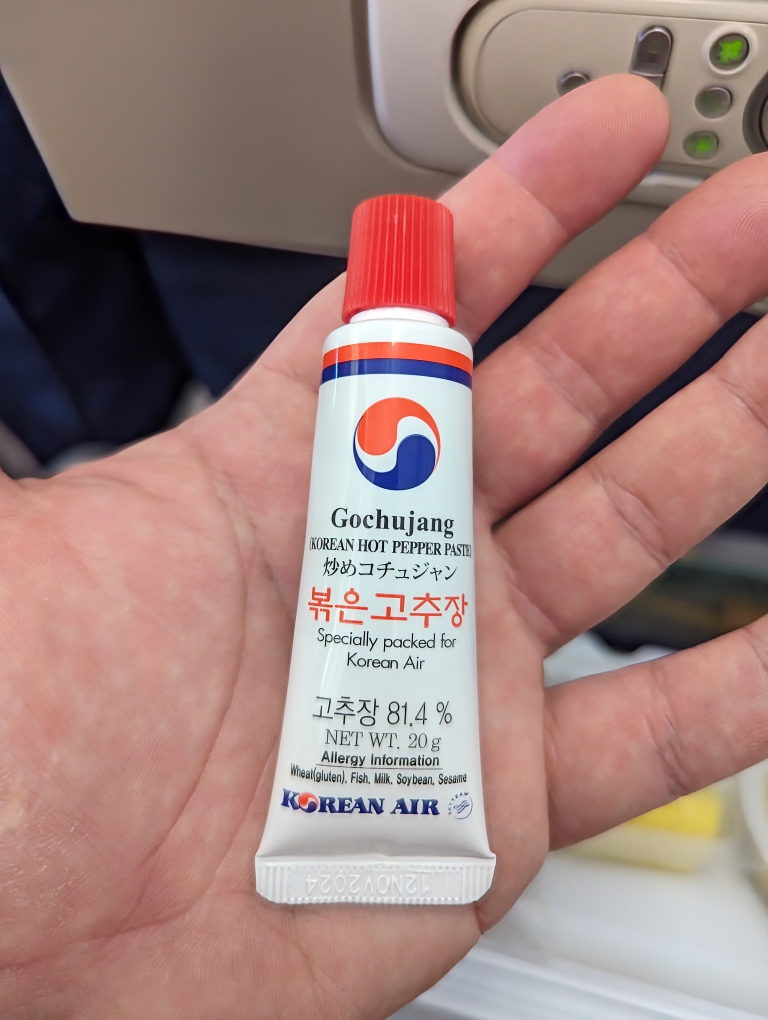 Gochujang
(KOREAN HOT PEPPER PASTE)
炒めコチュジャン
볶은고추장
Specially packed for
Korean Air
고추장 81.4 %
NET WT. 20 g
Allergy Information
Wheat(gluten), Fish, Milk, Soybean, Sesame
KOREAN AIR
12NOV2024